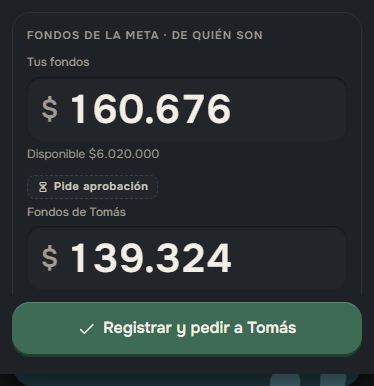 FONDOS DE LA META · DE QUIÉN SON
Tus fondos
$ 160.676
Disponible $6.020.000
Pide aprobación
Fondos de Tomás
$ 139.324
Registrar y pedir a Tomás